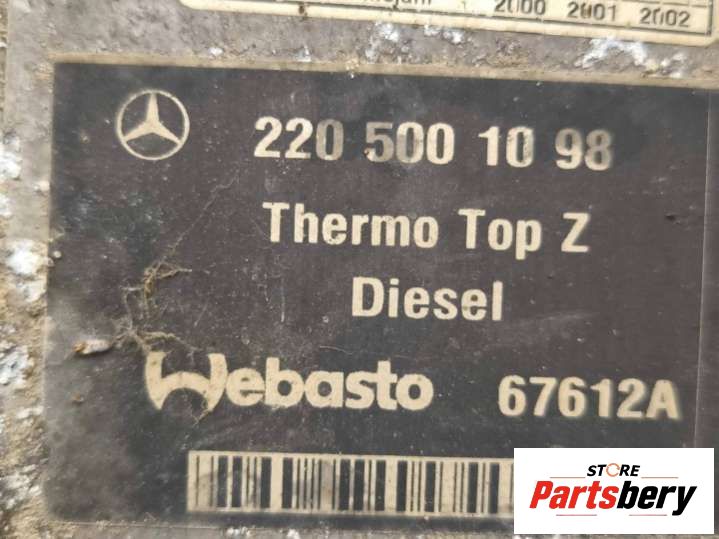 2000 2001 2002
220 500 10 98
Thermo Top Z
Diesel
Webasto 67612A
STORE
Partsbery